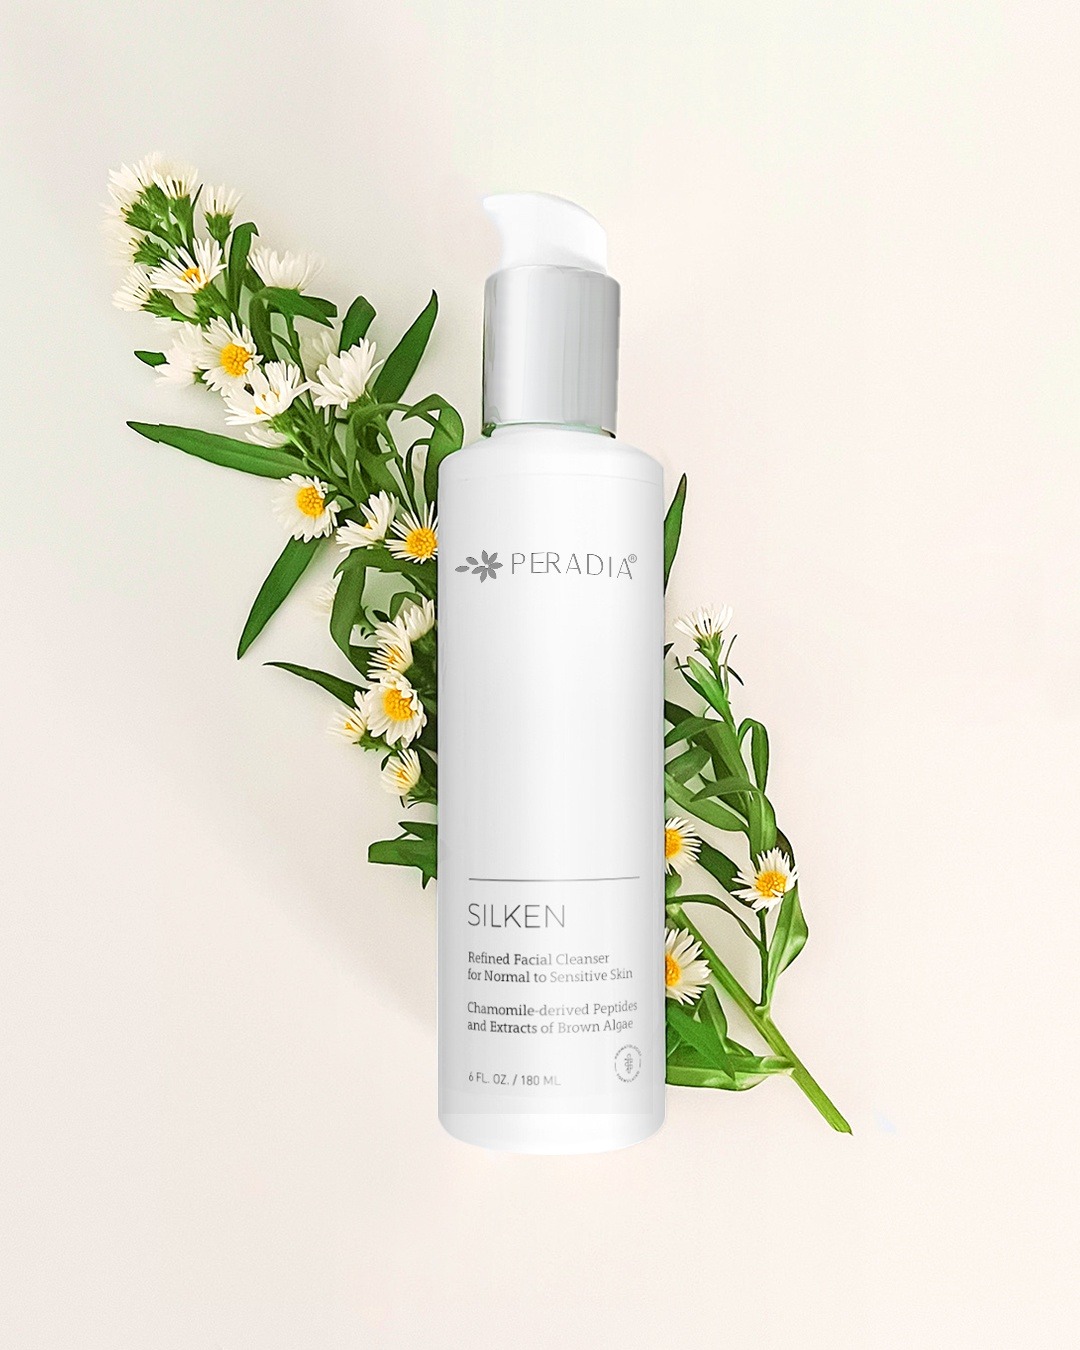 PERADIA®
SILKEN
Refined Facial Cleanser
for Normal to Sensitive Skin
Chamomile-derived Peptides
and Extracts of Brown Algae
6 FL. OZ. / 180 ML